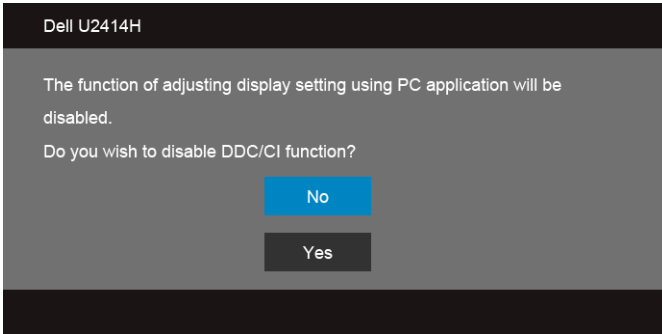 Dell U2414H
The function of adjusting display setting using PC application will be
disabled.
Do you wish to disable DDC/CI function?
No
Yes